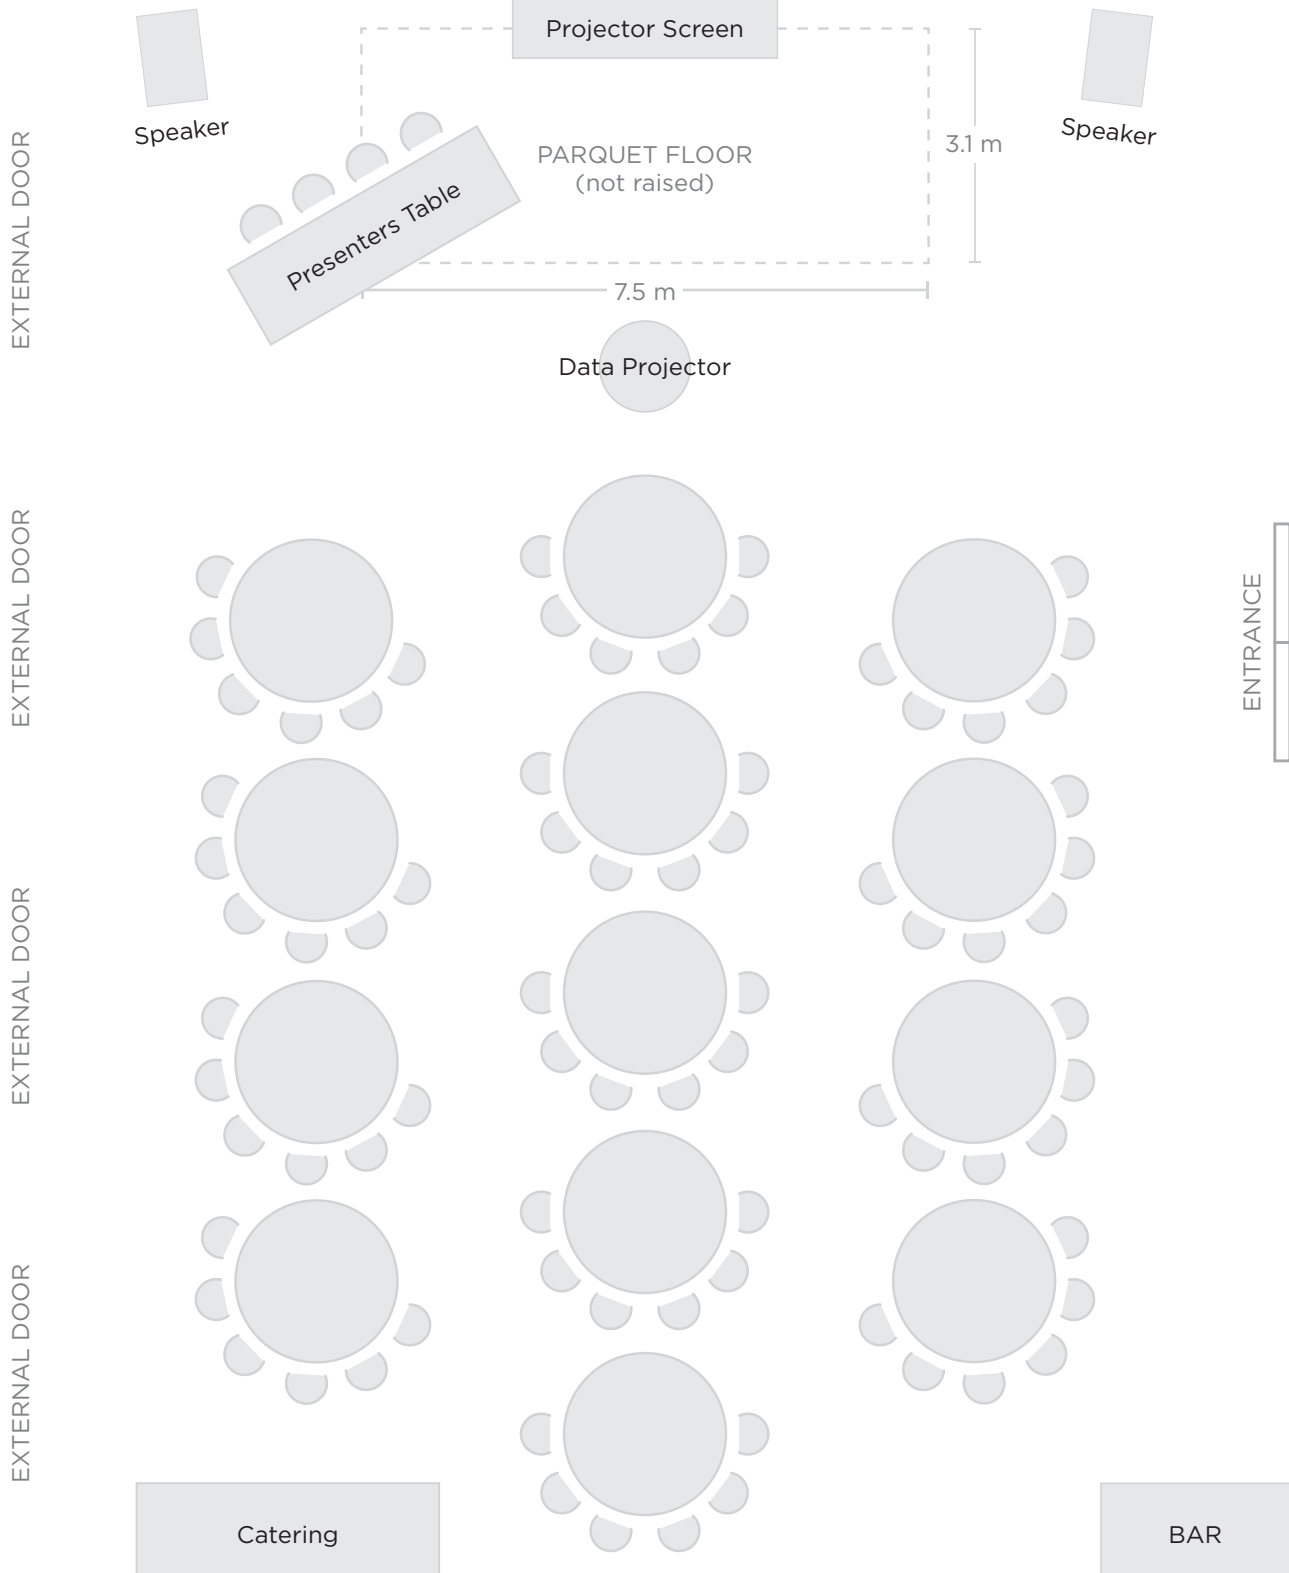 Projector Screen
Speaker
Speaker
3.1 m
PARQUET FLOOR
(not raised)
Presenters Table
EXTERNAL DOOR
7.5 m
Data Projector
EXTERNAL DOOR
ENTRANCE
EXTERNAL DOOR
EXTERNAL DOOR
Catering
BAR